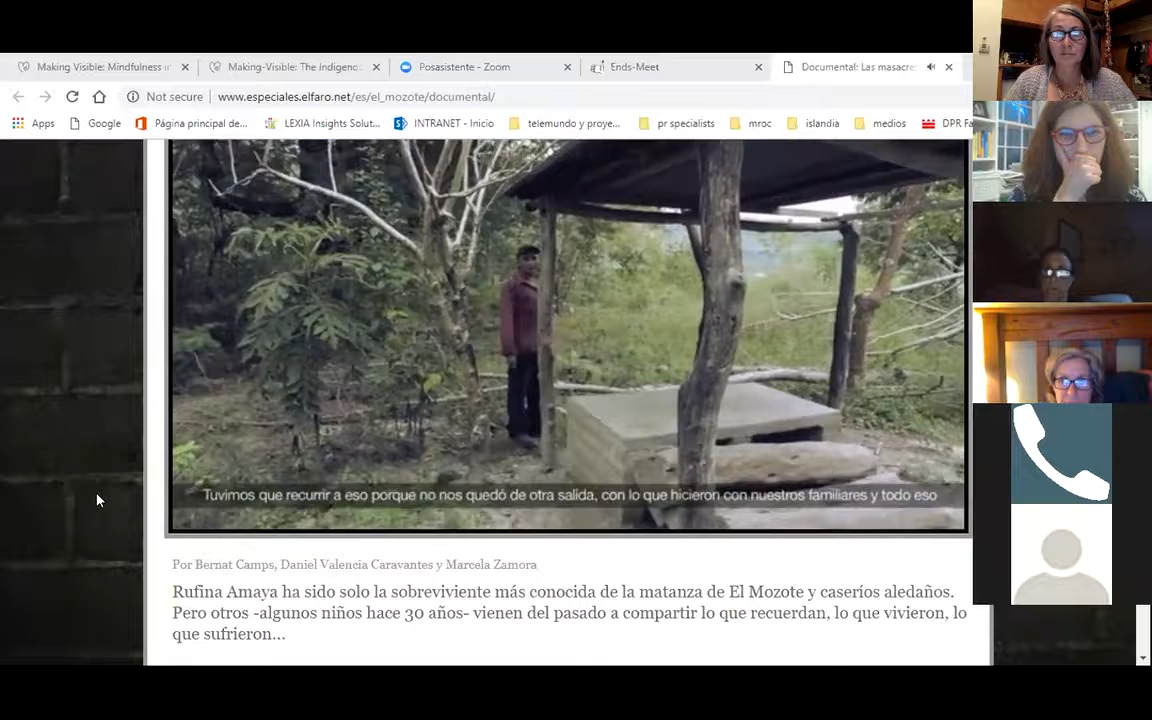 Making Visible: Mindfulness i
Making-Visible: The Indigeno
Posasistente - Zoom
Ends-Meet
Documental: Las masacre
Not secure
www.especiales.elfaro.net/es/el_mozote/documental/
Apps
Google
Página principal de...
LEXIA Insights Solut...
INTRANET - Inicio
telemundo y proye...
pr specialists
mroc
islandia
medios
DPR Fa
Tuvimos que recurrir a eso porque no nos quedó de otra salida, con lo que hicieron con nuestros familiares y todo eso
Por Bernat Camps, Daniel Valencia Caravantes y Marcela Zamora
Rufina Amaya ha sido solo la sobreviviente más conocida de la matanza de El Mozote y caseríos aledaños.
Pero otros -algunos niños hace 30 años- vienen del pasado a compartir lo que recuerdan, lo que vivieron, lo
que sufrieron...